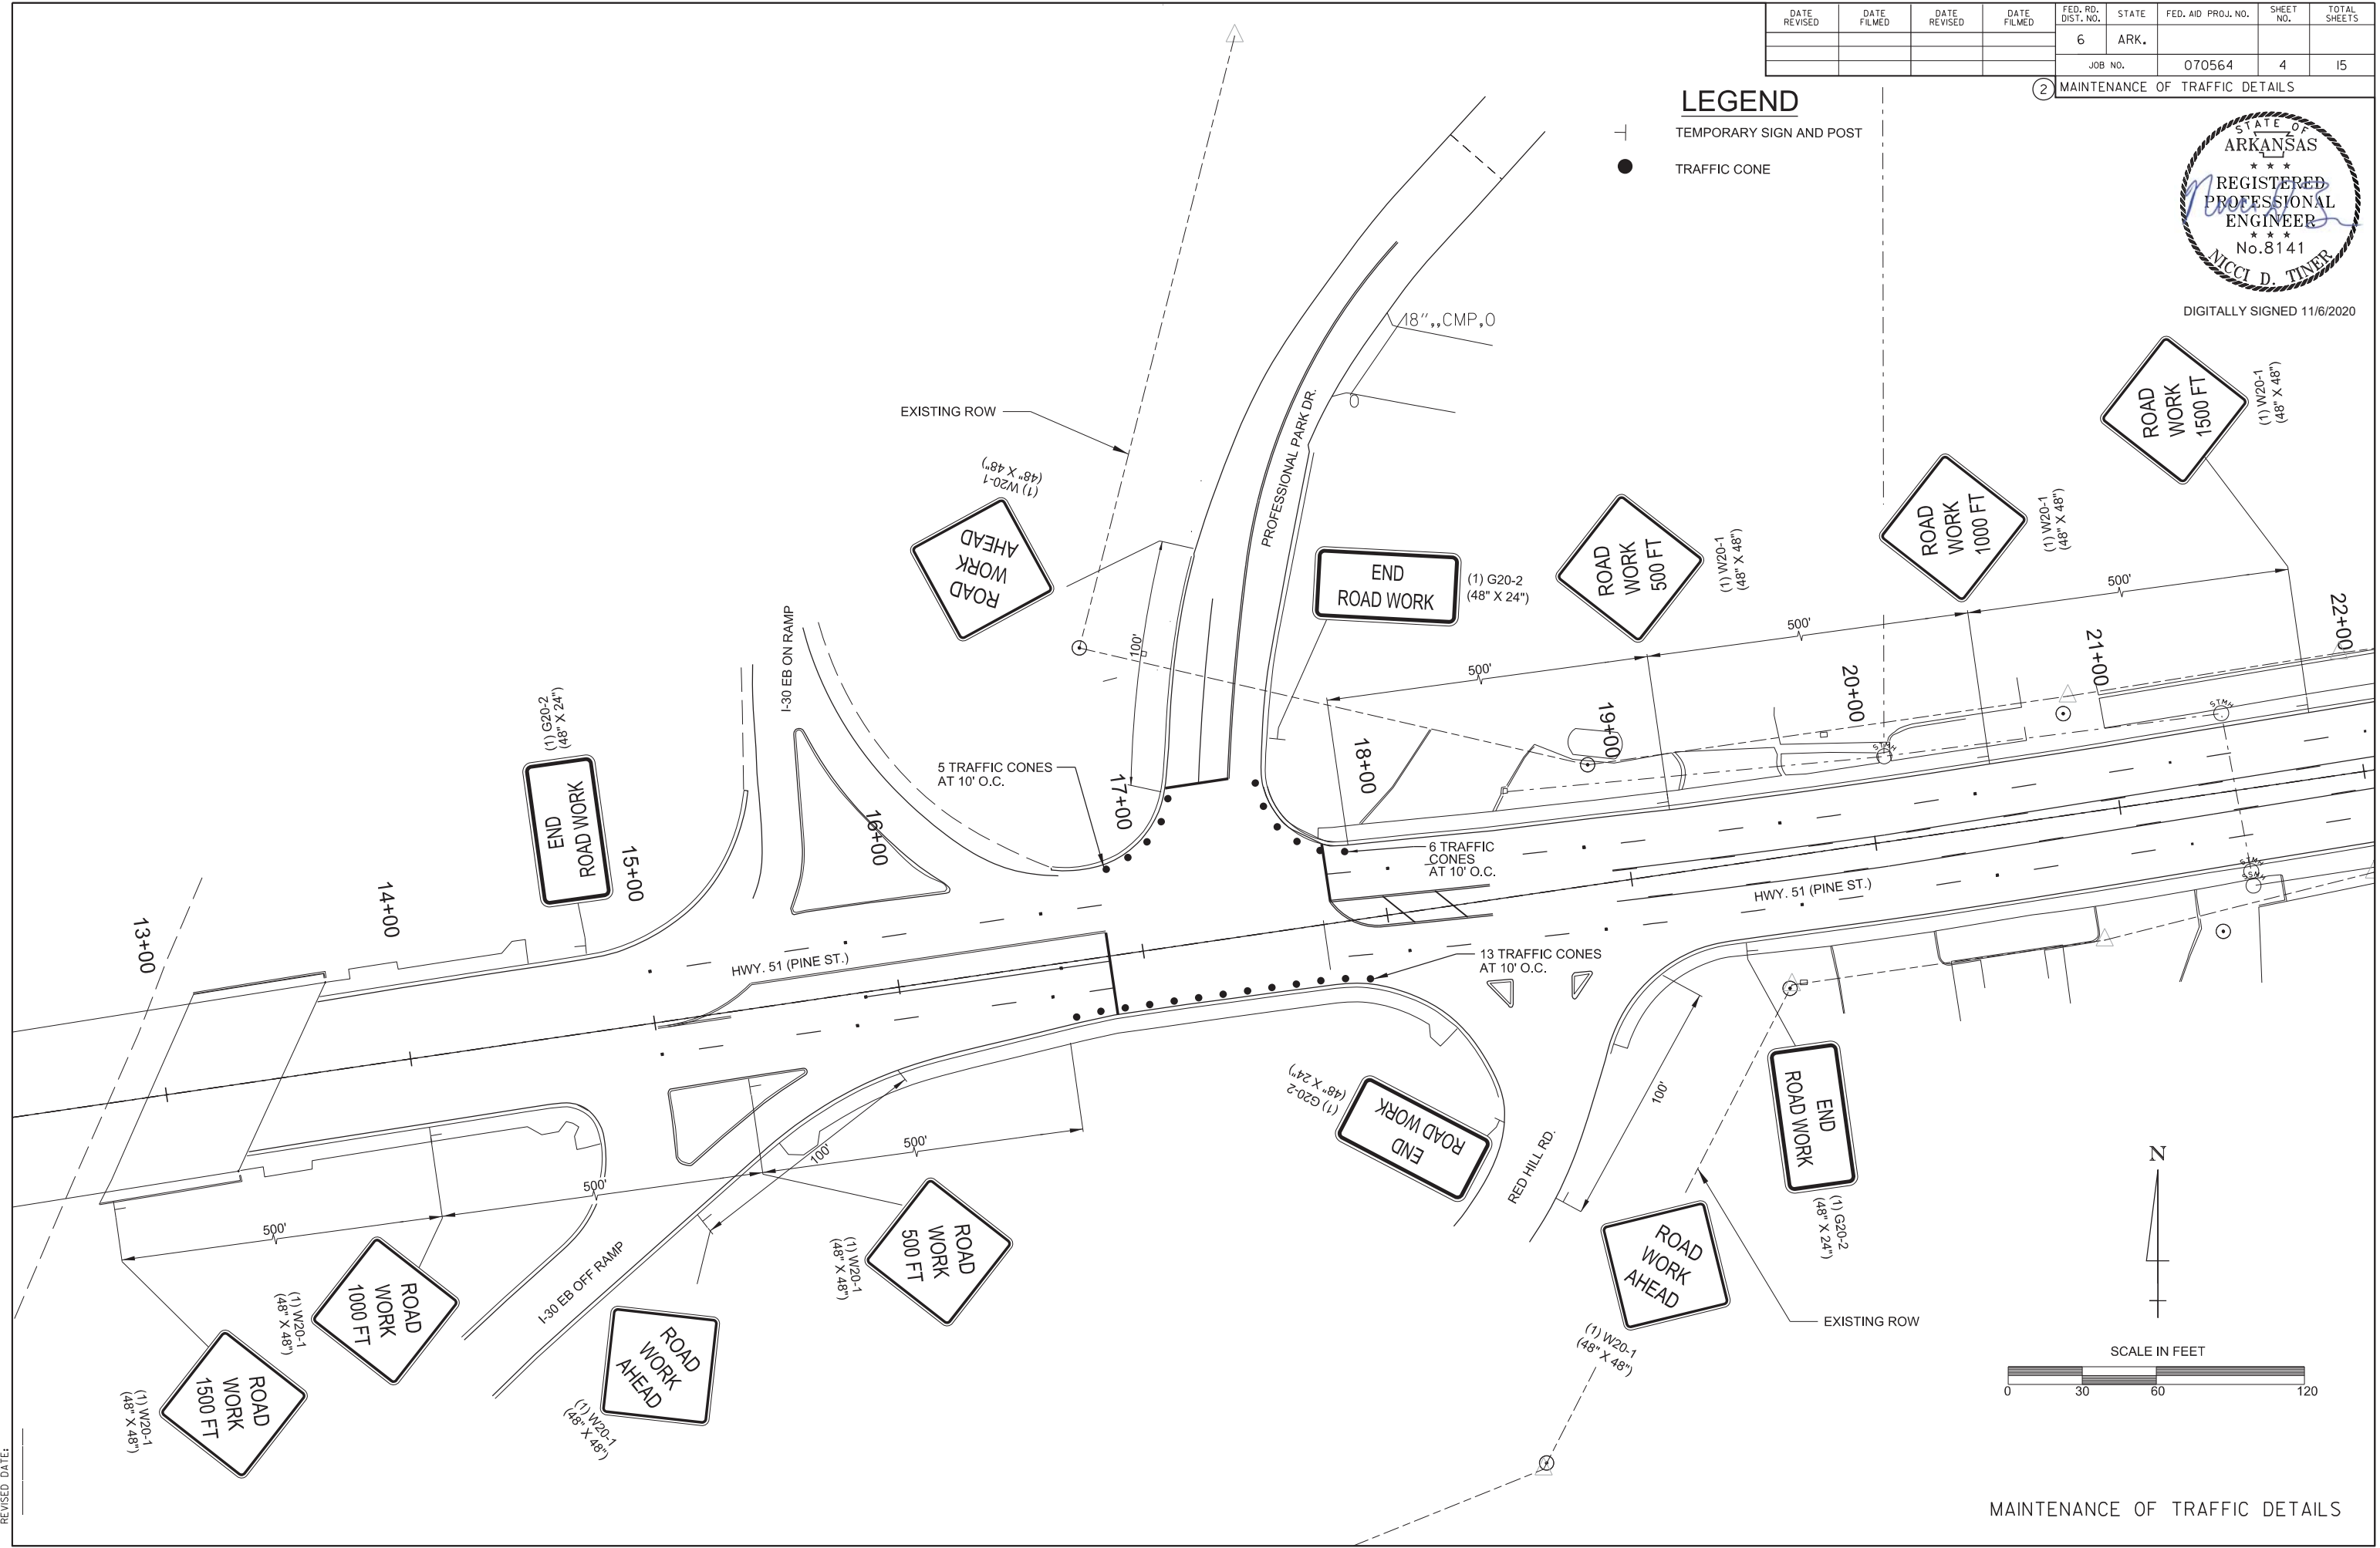 DATE REVISED
DATE FILMED
DATE REVISED
DATE FILMED
FED. RD. DIST. NO.
STATE
FED. AID PROJ. NO.
SHEET NO.
TOTAL SHEETS
6
ARK.
JOB NO.
070564
4
15
2
MAINTENANCE OF TRAFFIC DETAILS
LEGEND
TEMPORARY SIGN AND POST
TRAFFIC CONE
STATE OF
ARKANSAS
REGISTERED
PROFESSIONAL
ENGINEER
No.8141
NICCI D. TINER
DIGITALLY SIGNED 11/6/2020
18",,CMP,O
EXISTING ROW
PROFESSIONAL PARK DR.
(1) W20-1
(48" X 48")
ROAD
WORK
AHEAD
100'
END
ROAD WORK
(1) G20-2
(48" X 24")
ROAD
WORK
500 FT
(1) W20-1
(48" X 48")
ROAD
WORK
1000 FT
(1) W20-1
(48" X 48")
ROAD
WORK
1500 FT
(1) W20-1
(48" X 48")
500'
500'
500'
I-30 EB ON RAMP
(1) G20-2
(48" X 24")
END
ROAD WORK
5 TRAFFIC CONES
AT 10' O.C.
6 TRAFFIC
CONES
AT 10' O.C.
13 TRAFFIC CONES
AT 10' O.C.
13+00
14+00
15+00
16+00
17+00
18+00
19+00
20+00
21+00
22+00
STMH
STMH
STMH
SSMH
HWY. 51 (PINE ST.)
HWY. 51 (PINE ST.)
500'
500'
500'
100'
I-30 EB OFF RAMP
ROAD
WORK
1500 FT
(1) W20-1
(48" X 48")
ROAD
WORK
1000 FT
(1) W20-1
(48" X 48")
ROAD
WORK
AHEAD
(1) W20-1
(48" X 48")
ROAD
WORK
500 FT
(1) W20-1
(48" X 48")
(1) G20-2
(48" X 24")
END
ROAD WORK
RED HILL RD.
100'
END
ROAD WORK
(1) G20-2
(48" X 24")
ROAD
WORK
AHEAD
(1) W20-1
(48" X 48")
EXISTING ROW
N
SCALE IN FEET
0 30 60 120
MAINTENANCE OF TRAFFIC DETAILS
REVISED DATE: